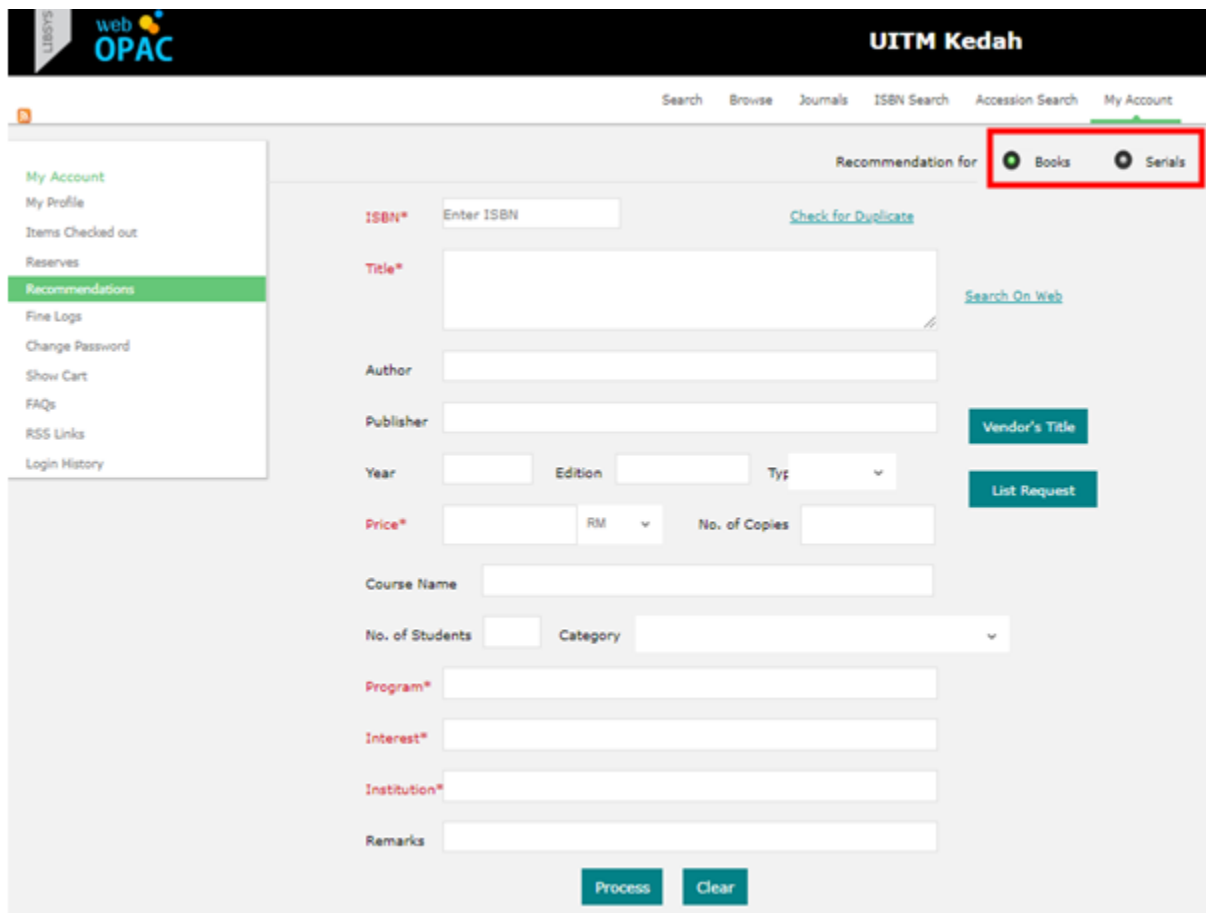 LIBSYS
web
OPAC
UITM Kedah
Search Browse Journals ISBN Search Accession Search My Account
Recommendation for Books Serials
My Account
My Profile
Items Checked out
Reserves
Recommendations
Fine Logs
Change Password
Show Cart
FAQs
RSS Links
Login History
ISBN* Enter ISBN Check for Duplicate
Title*
Search On Web
Author
Publisher
Vendor's Title
Year Edition Typ
List Request
Price* RM No. of Copies
Course Name
No. of Students Category
Program*
Interest*
Institution*
Remarks
Process Clear